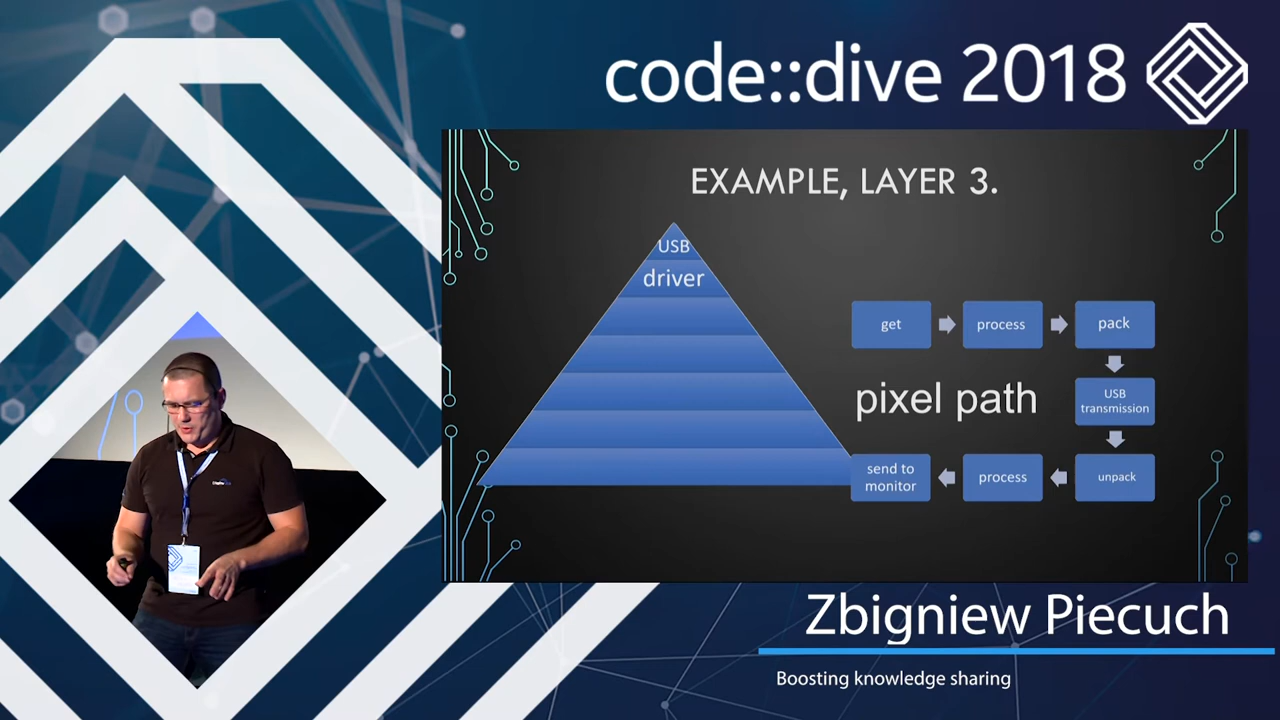 code::dive 2018
EXAMPLE, LAYER 3.
USB
driver
get
process
pack
pixel path
USB
transmission
send to
monitor
process
unpack
Zbigniew Piecuch
Boosting knowledge sharing